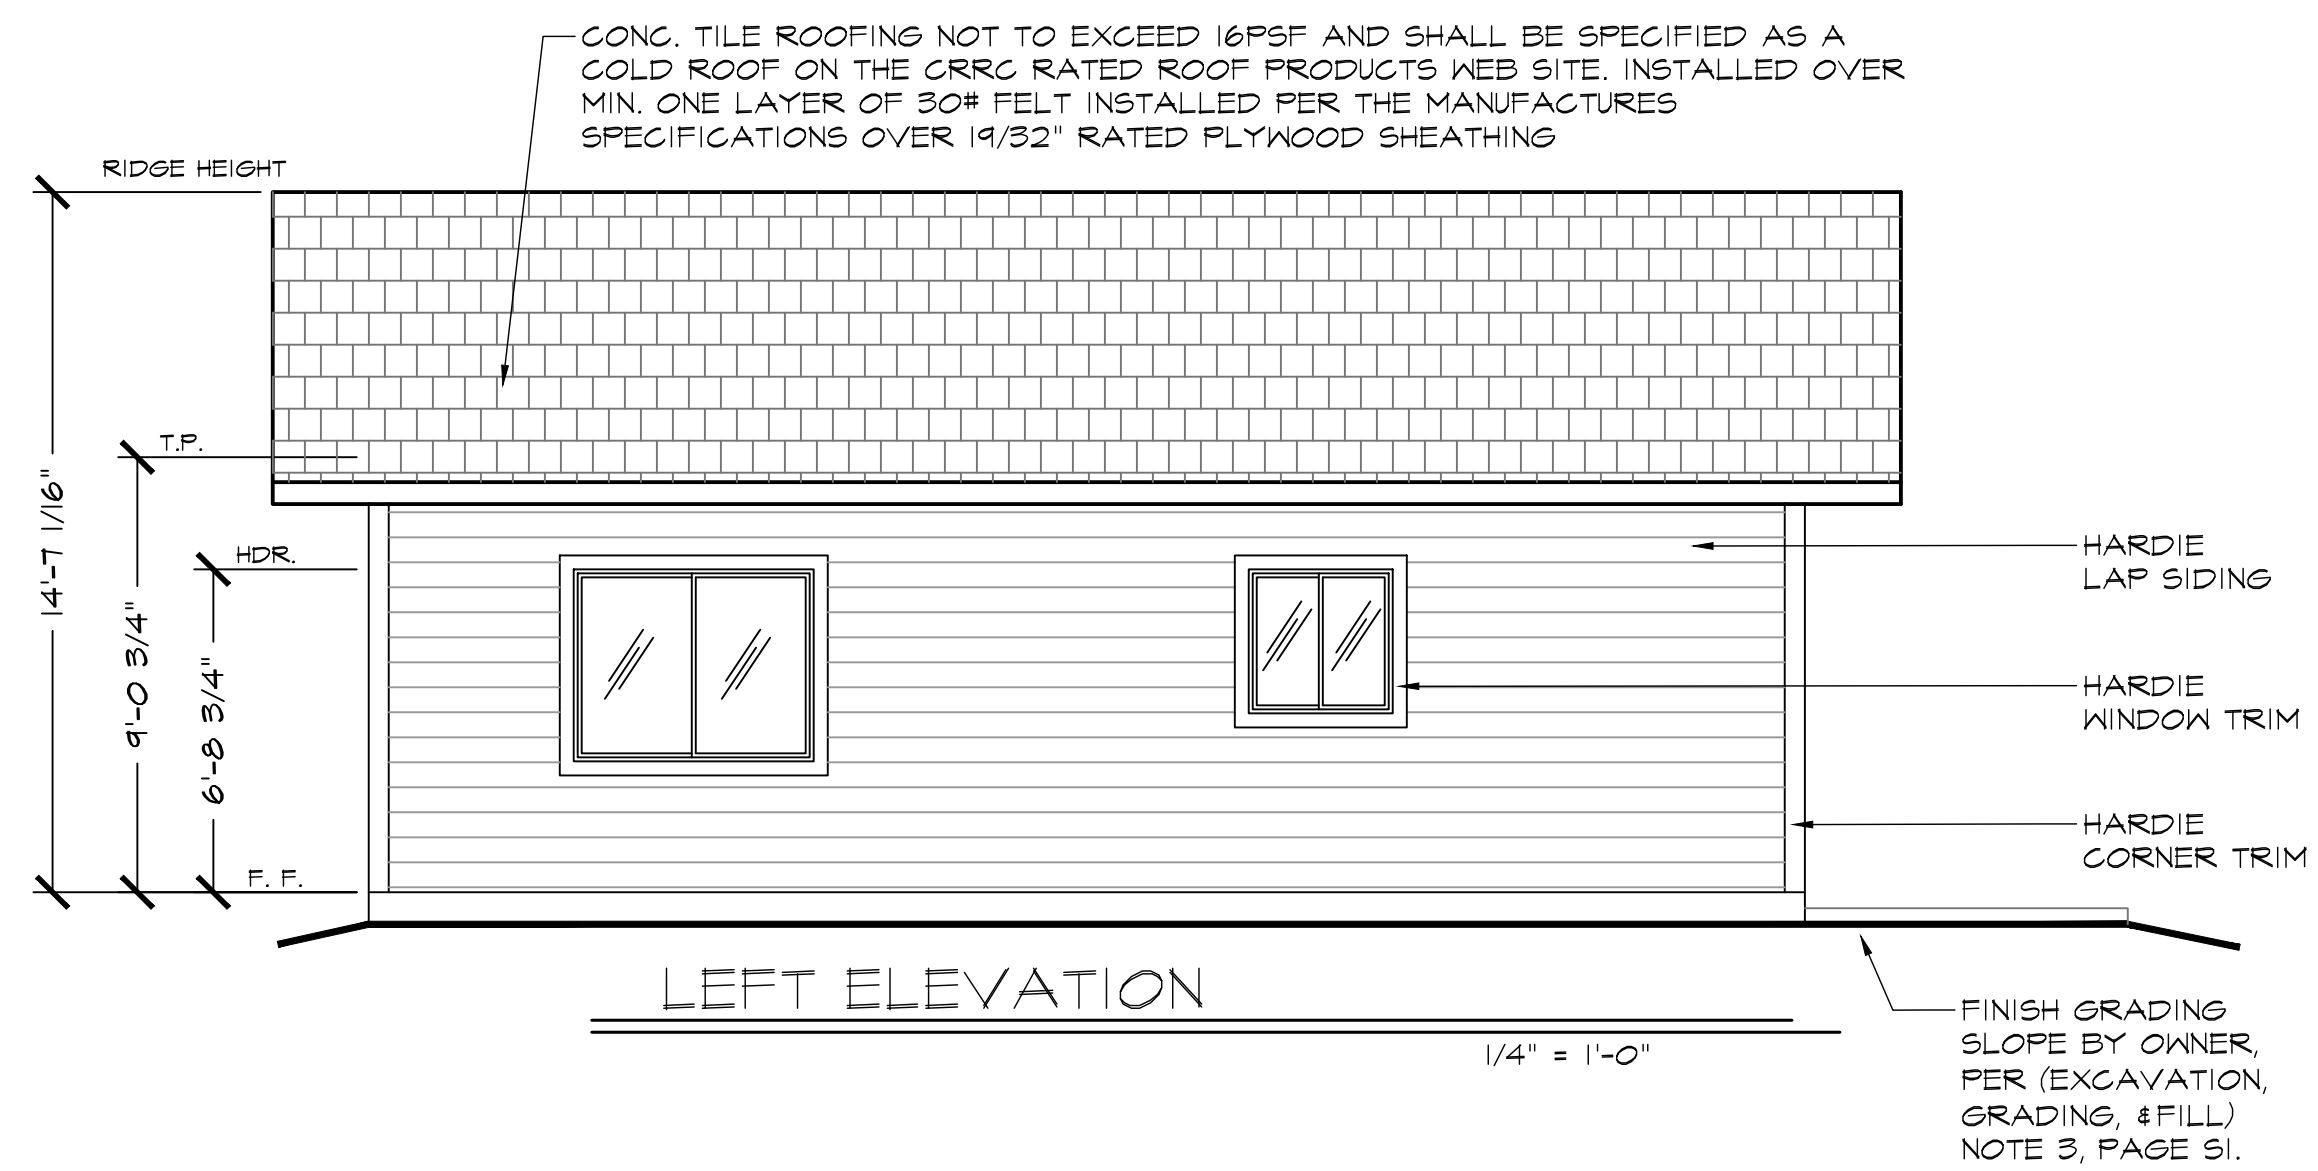 CONC. TILE ROOFING NOT TO EXCEED 16PSF AND SHALL BE SPECIFIED AS A
COLD ROOF ON THE CRRC RATED ROOF PRODUCTS WEB SITE. INSTALLED OVER
MIN. ONE LAYER OF 30# FELT INSTALLED PER THE MANUFACTURES
SPECIFICATIONS OVER 19/32" RATED PLYWOOD SHEATHING
RIDGE HEIGHT
T.P.
HDR.
F. F.
14'-7 1/16"
9'-0 3/4"
6'-8 3/4"
HARDIE
LAP SIDING
HARDIE
WINDOW TRIM
HARDIE
CORNER TRIM
LEFT ELEVATION
1/4" = 1'-0"
FINISH GRADING
SLOPE BY OWNER,
PER (EXCAVATION,
GRADING, &FILL)
NOTE 3, PAGE S1.